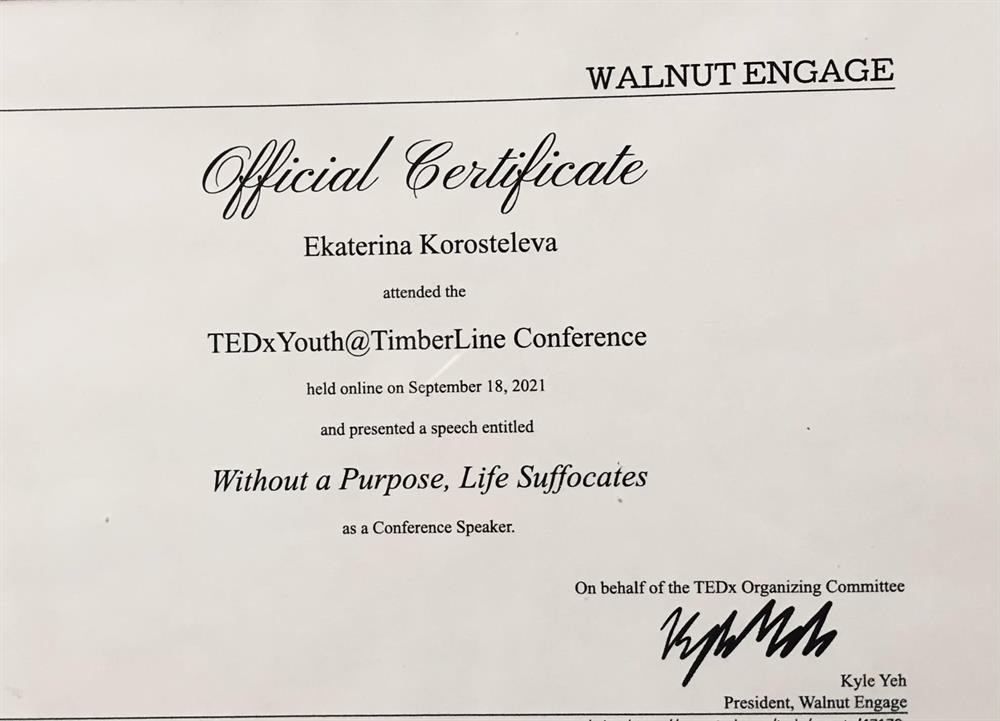 WALNUT ENGAGE
Official Certificate
Ekaterina Korosteleva
attended the
TEDxYouth@TimberLine Conference
held online on September 18, 2021
and presented a speech entitled
Without a Purpose, Life Suffocates
as a Conference Speaker.
On behalf of the TEDx Organizing Committee
Kyle Yeh
Kyle Yeh
President, Walnut Engage